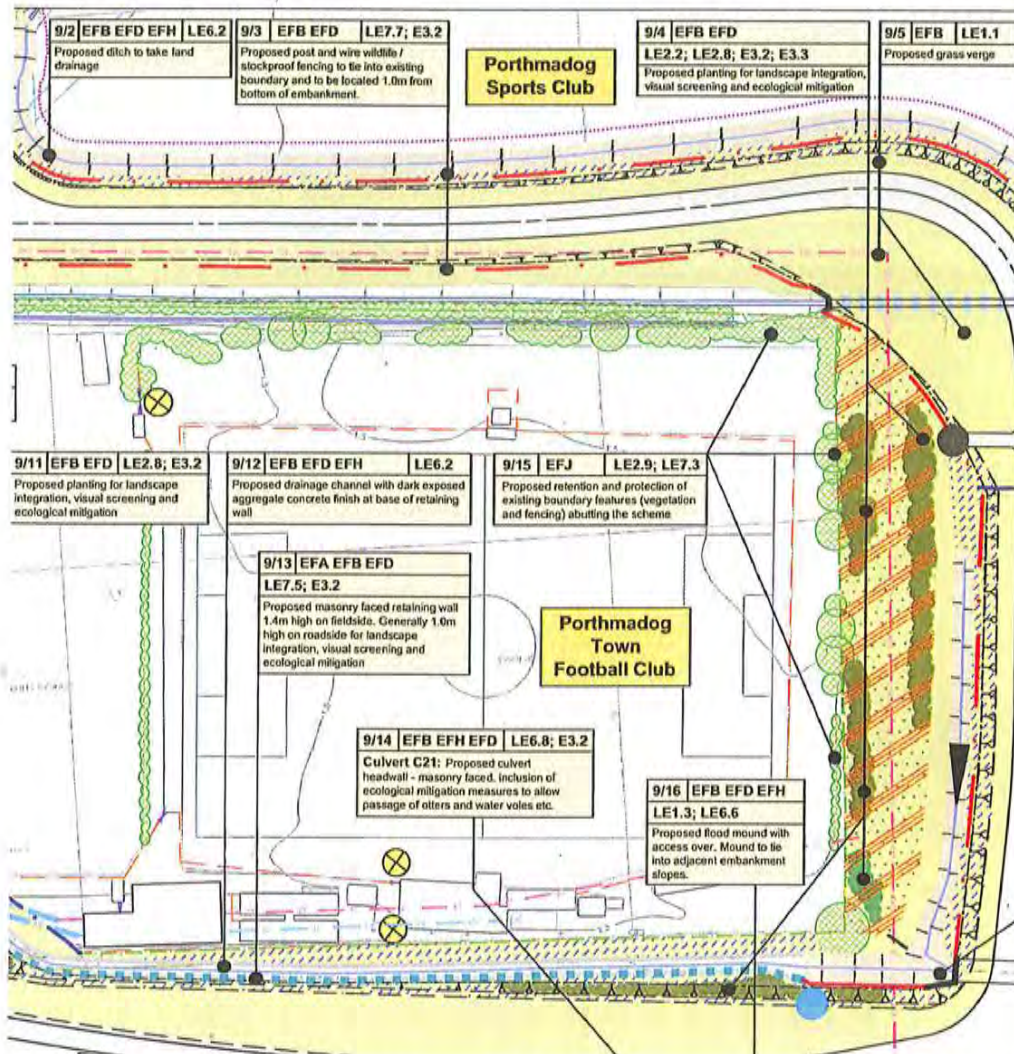 9/2 EFB EFD EFH LE6.2
Proposed ditch to take land
drainage
9/3 EFB EFD LE7.7; E3.2
Proposed post and wire wildlife /
stockproof fencing to tie into existing
boundary and to be located 1.0m from
bottom of embankment.
Porthmadog
Sports Club
9/4 EFB EFD
LE2.2; LE2.8; E3.2; E3.3
Proposed planting for landscape integration,
visual screening and ecological mitigation
9/5 EFB LE1.1
Proposed grass verge
9/11 EFB EFD LE2.8; E3.2
Proposed planting for landscape
integration, visual screening and
ecological mitigation
9/12 EFB EFD EFH LE6.2
Proposed drainage channel with dark exposed
aggregate concrete finish at base of retaining
wall
9/15 EFJ LE2.9; LE7.3
Proposed retention and protection of
existing boundary features (vegetation
and fencing) abutting the scheme
9/13 EFA EFB EFD
LE7.5; E3.2
Proposed masonry faced retaining wall
1.4m high on fieldside. Generally 1.0m
high on roadside for landscape
integration, visual screening and
ecological mitigation
Porthmadog
Town
Football Club
9/14 EFB EFH EFD LE6.8; E3.2
Culvert C21: Proposed culvert
headwall - masonry faced. Inclusion of
ecological mitigation measures to allow
passage of otters and water voles etc.
9/16 EFB EFD EFH
LE1.3; LE6.6
Proposed flood mound with
access over. Mound to tie
into adjacent embankment
slopes.